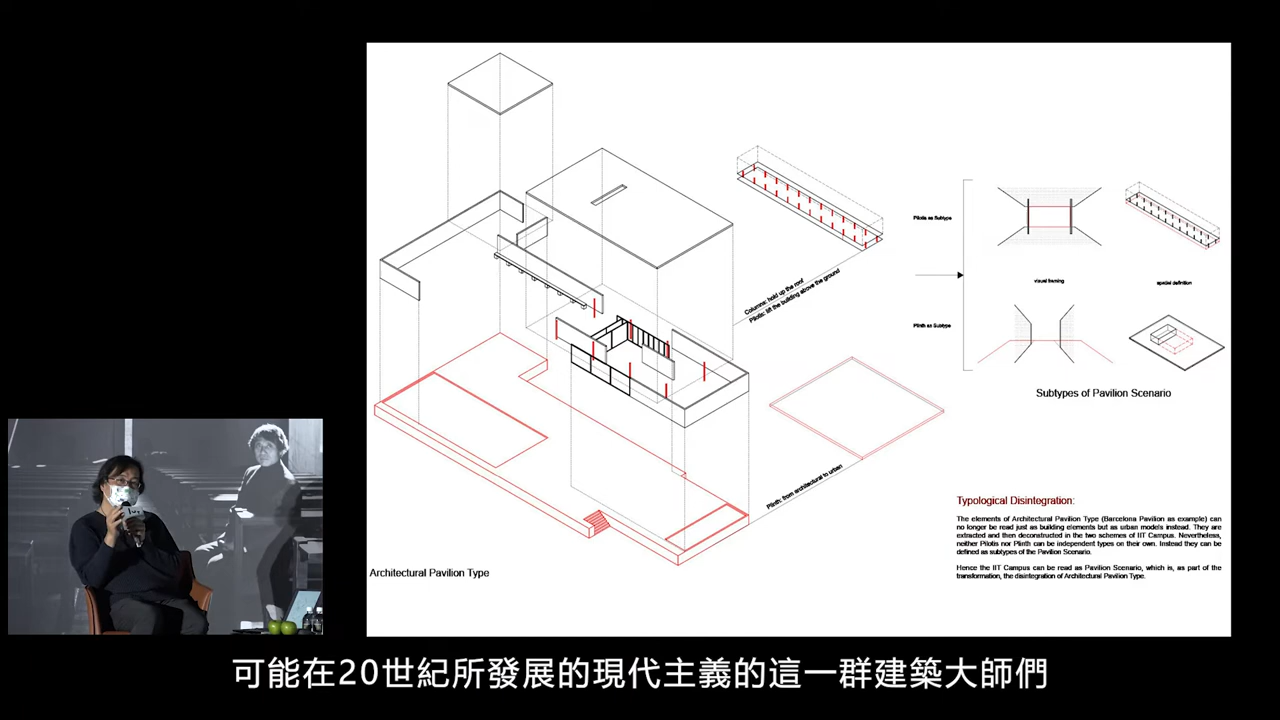 Columns: hold up the roof
Pilotis: lift the building above the ground
Plinth: from architectural to urban
Architectural Pavilion Type
Pilotis as Subtype
visual framing
spatial definition
Plinth as Subtype
Subtypes of Pavilion Scenario
Typological Disintegration:
The elements of Architectural Pavilion Type (Barcelona Pavilion as example) can
no longer be read just as building elements but as urban models instead. They are
extracted and then deconstructed in the two schemes of IIT Campus. Nevertheless,
neither Pilotis nor Plinth can be independent types on their own. Instead they can be
defined as subtypes of the Pavilion Scenario.
Hence the IIT Campus can be read as Pavilion Scenario, which is, as part of the
transformation, the disintegration of Architectural Pavilion Type.
可能在20世紀所發展的現代主義的這一群建築大師們